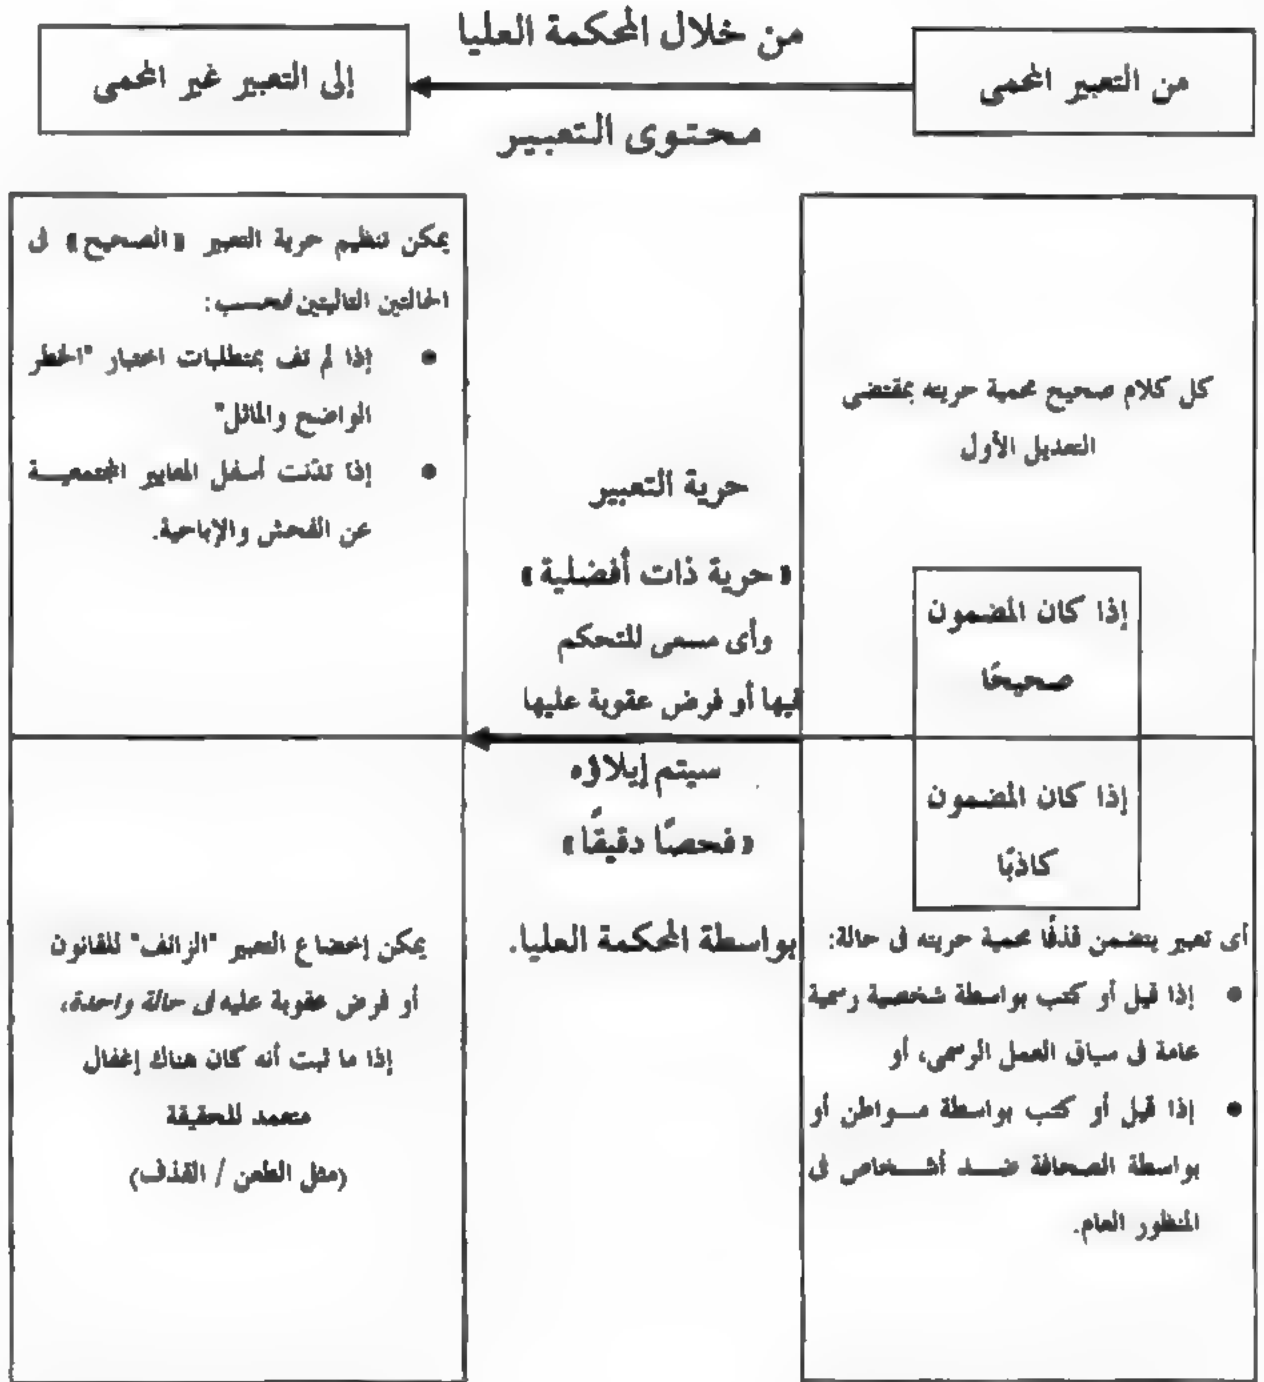 من خلال المحكمة العليا
من التعبير المحمى
إلى التعبير غير المحمى
محتوى التعبير
كل كلام صحيح محمية حريته بمقتضى
التعديل الأول
إذا كان المضمون
صحيحًا
إذا كان المضمون
كاذبًا
أى تعبير يتضمن قذفًا محمية حريته فى حالة:
● إذا قيل أو كتب بواسطة شخصية رسمية
عامة فى سياق العمل الرسمى، أو
● إذا قيل أو كتب بواسطة مواطن أو
بواسطة الصحافة ضد أشخاص فى
المنظور العام.
حرية التعبير
«حرية ذات أفضلية»
وأى مسعى للتحكم
فيها أو فرض عقوبة عليها
سيتم إيلاؤه
«فحصًا دقيقًا»
بواسطة المحكمة العليا.
يمكن تنظيم حرية التعبير «الصحيح» فى
الحالتين التاليتين فحسب:
● إذا لم تف بمتطلبات اختبار "الخطر
الواضح والماثل"
● إذا تدّنت أسفل المعايير المجتمعية
عن الفحش والإباحية.
يمكن إخضاع التعبير "الزائف" للقانون
أو فرض عقوبة عليه فى حالة واحدة،
إذا ما ثبت أنه كان هناك إغفال
متعمد للحقيقة
(مثل الطعن / القذف)